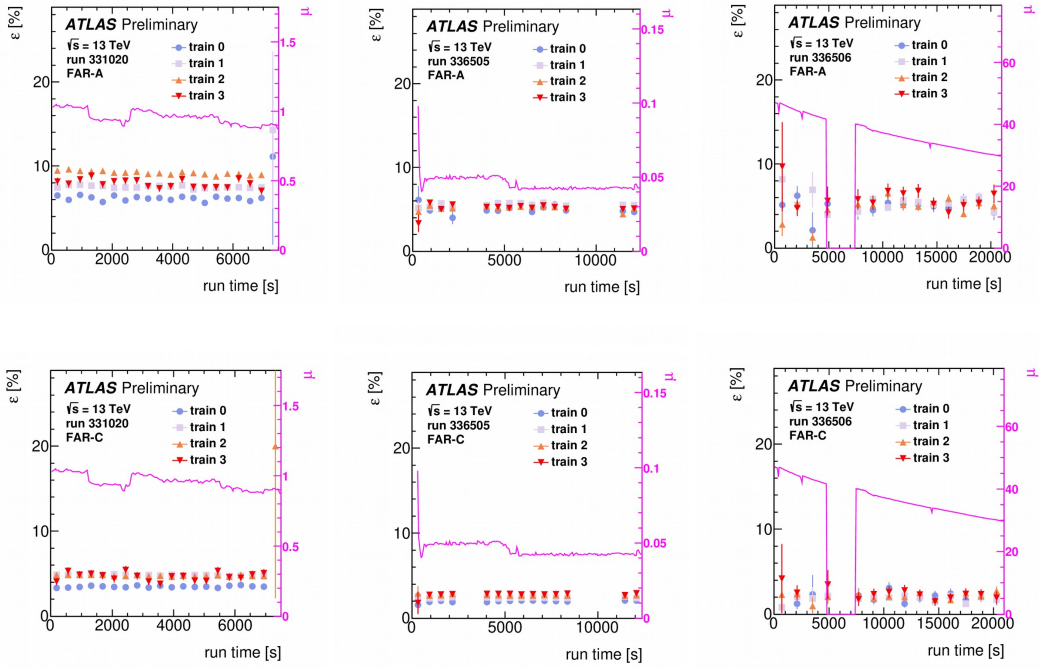 ε [%]
ATLAS Preliminary
√s = 13 TeV
run 331020
FAR-A
train 0
train 1
train 2
train 3
μ
20
10
0
1.5
1
0.5
0
0 2000 4000 6000
run time [s]
ε [%]
ATLAS Preliminary
√s = 13 TeV
run 336505
FAR-A
train 0
train 1
train 2
train 3
μ
20
10
0
0.15
0.1
0.05
0
0 5000 10000
run time [s]
ε [%]
ATLAS Preliminary
√s = 13 TeV
run 336506
FAR-A
train 0
train 1
train 2
train 3
μ
20
10
0
80
60
40
20
0
0 5000 10000 15000 20000
run time [s]
ε [%]
ATLAS Preliminary
√s = 13 TeV
run 331020
FAR-C
train 0
train 1
train 2
train 3
μ
20
10
0
1.5
1
0.5
0
0 2000 4000 6000
run time [s]
ε [%]
ATLAS Preliminary
√s = 13 TeV
run 336505
FAR-C
train 0
train 1
train 2
train 3
μ
20
10
0
0.15
0.1
0.05
0
0 5000 10000
run time [s]
ε [%]
ATLAS Preliminary
√s = 13 TeV
run 336506
FAR-C
train 0
train 1
train 2
train 3
μ
20
10
0
60
40
20
0
0 5000 10000 15000 20000
run time [s]